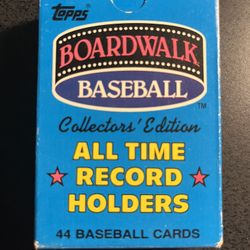 Topps
BOARDWALK
BASEBALL
TM
Collectors' Edition
ALL TIME
RECORD
HOLDERS
44 BASEBALL CARDS